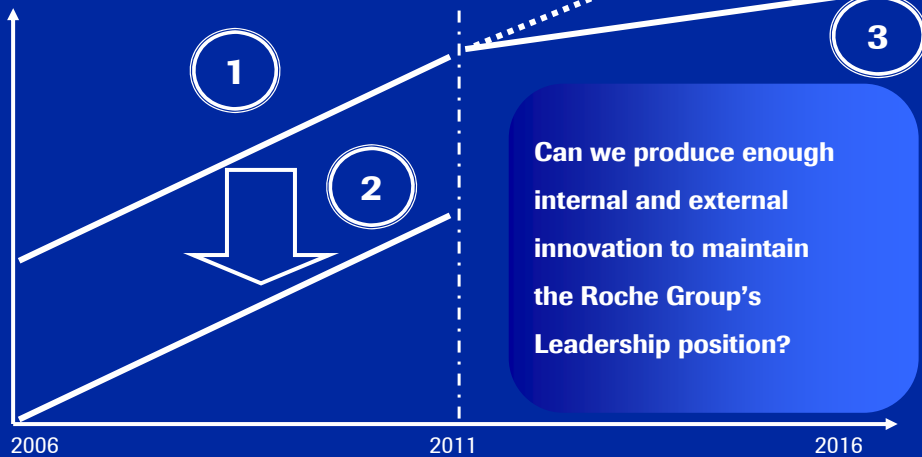 1
2
3
Can we produce enough
internal and external
innovation to maintain
the Roche Group’s
Leadership position?
2006
2011
2016